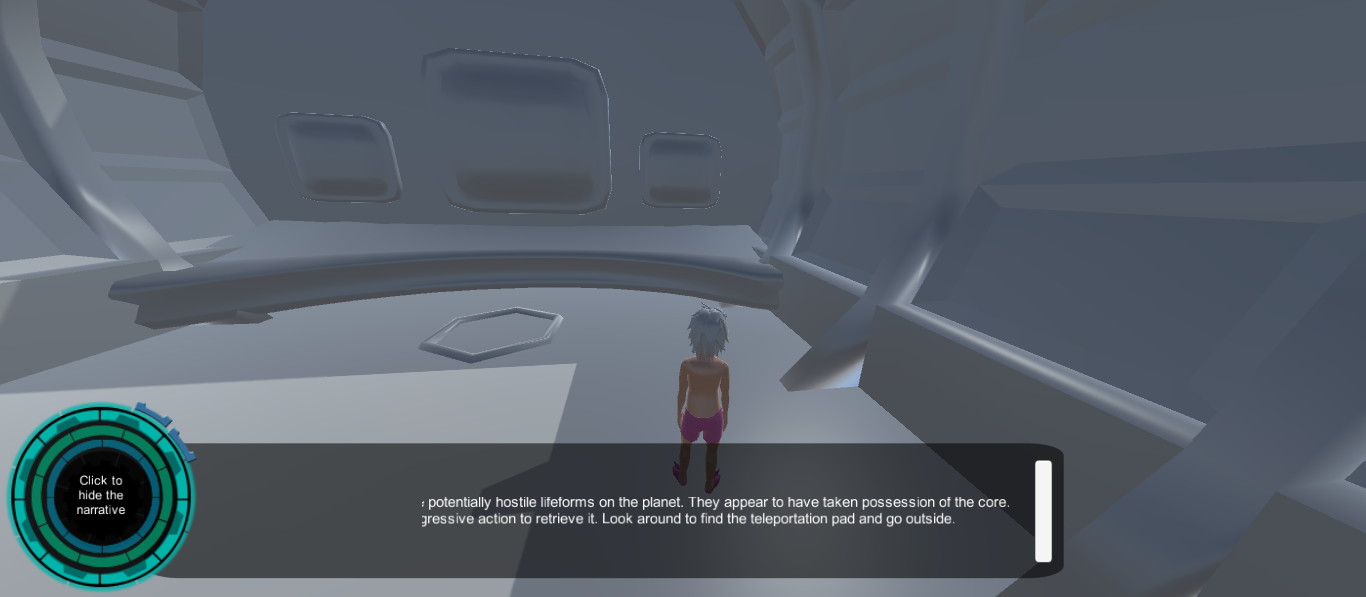 Click to
hide the
narrative
potentially hostile lifeforms on the planet. They appear to have taken possession of the core.
gressive action to retrieve it. Look around to find the teleportation pad and go outside.